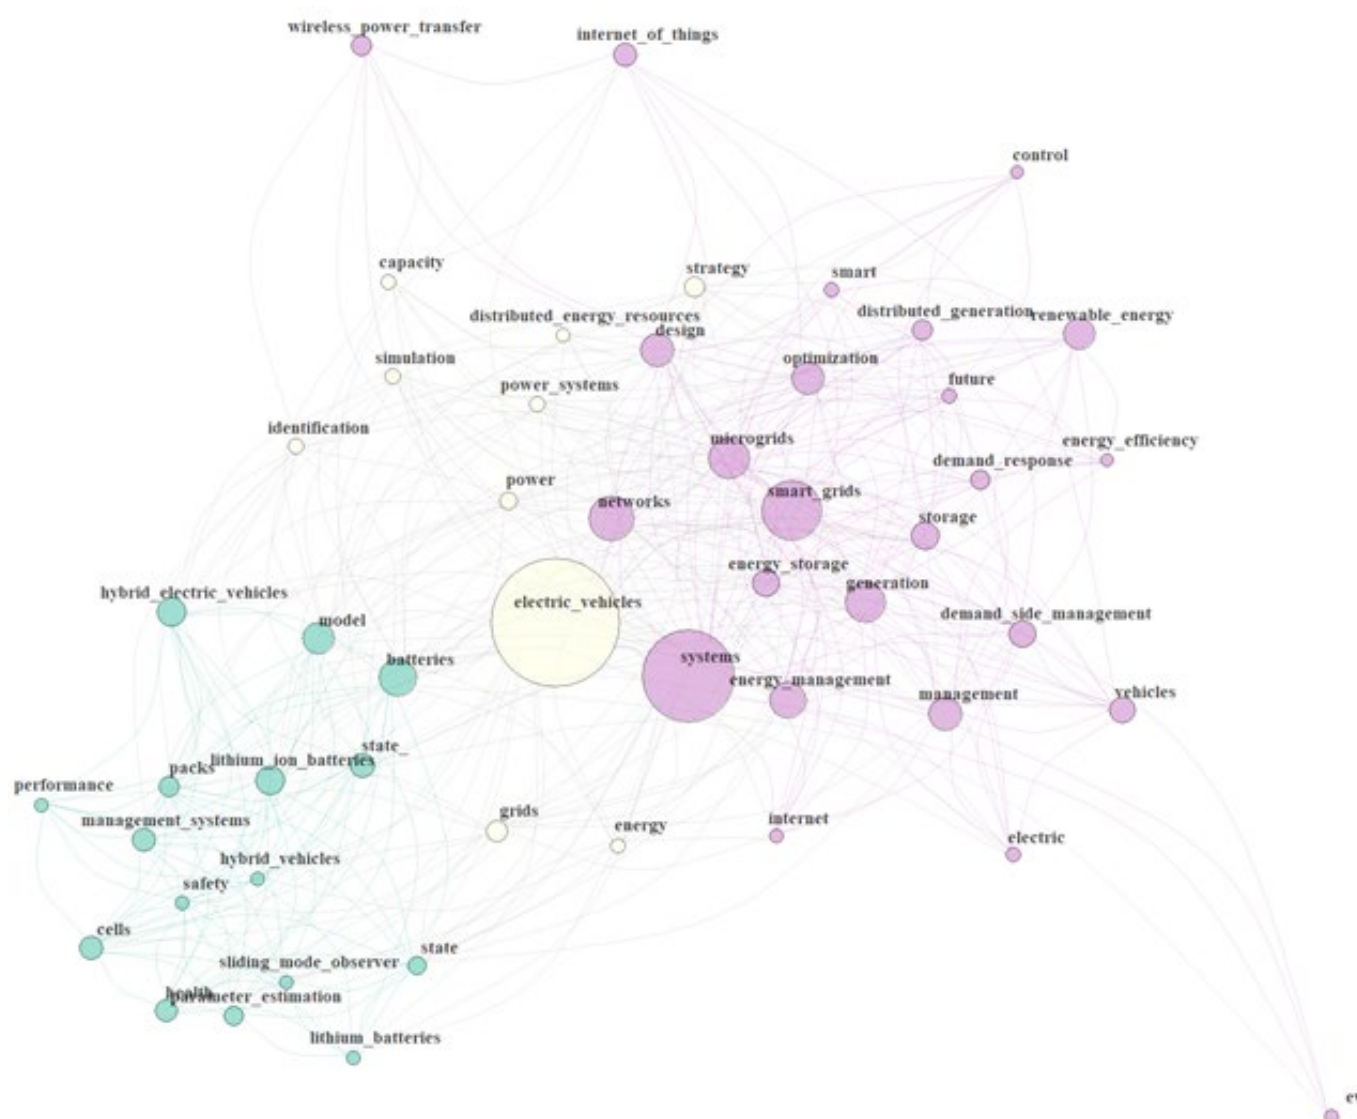 wireless_power_transfer
internet_of_things
control
capacity
strategy
smart
distributed_energy_resources
distributed_generation
renewable_energy
design
simulation
optimization
power_systems
future
identification
microgrids
energy_efficiency
demand_response
power
networks
smart_grids
storage
energy_storage
generation
hybrid_electric_vehicles
electric_vehicles
demand_side_management
model
batteries
systems
energy_management
management
vehicles
state_
packs
lithium_ion_batteries
performance
management_systems
grids
energy
internet
electric
hybrid_vehicles
safety
cells
state
sliding_mode_observer
health
parameter_estimation
lithium_batteries